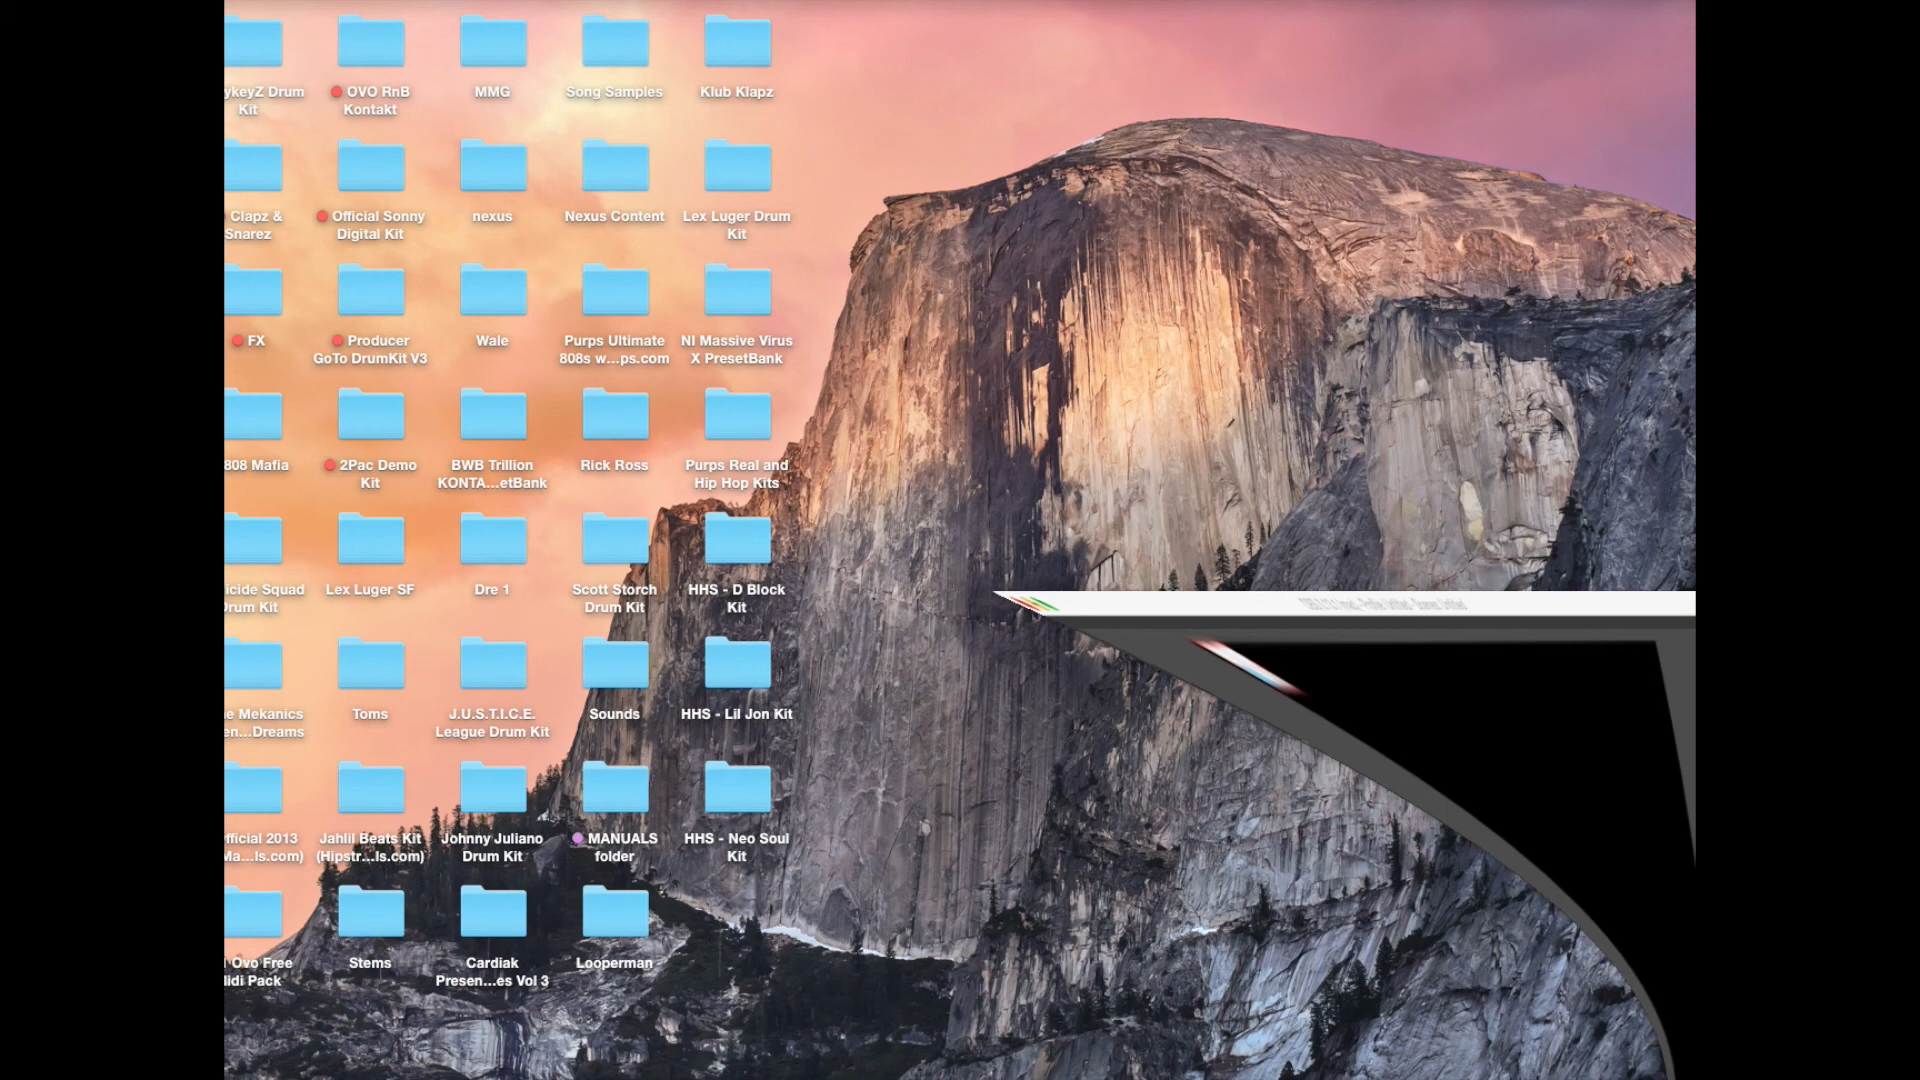 ykeyZ Drum
Kit
OVO RnB
Kontakt
MMG
Song Samples
Klub Klapz
Clapz &
Snarez
Official Sonny
Digital Kit
nexus
Nexus Content
Lex Luger Drum
Kit
FX
Producer
GoTo DrumKit V3
Wale
Purps Ultimate
808s w...ps.com
NI Massive Virus
X PresetBank
808 Mafia
2Pac Demo
Kit
BWB Trillion
KONTA...etBank
Rick Ross
Purps Real and
Hip Hop Kits
icide Squad
Drum Kit
Lex Luger SF
Dre 1
Scott Storch
Drum Kit
HHS - D Block
Kit
e Mekanics
en...Dreams
Toms
J.U.S.T.I.C.E.
League Drum Kit
Sounds
HHS - Lil Jon Kit
fficial 2013
Ma...ls.com)
Jahlil Beats Kit
(Hipstr...ls.com)
Johnny Juliano
Drum Kit
MANUALS
folder
HHS - Neo Soul
Kit
Ovo Free
lidi Pack
Stems
Cardiak
Presen...es Vol 3
Looperman